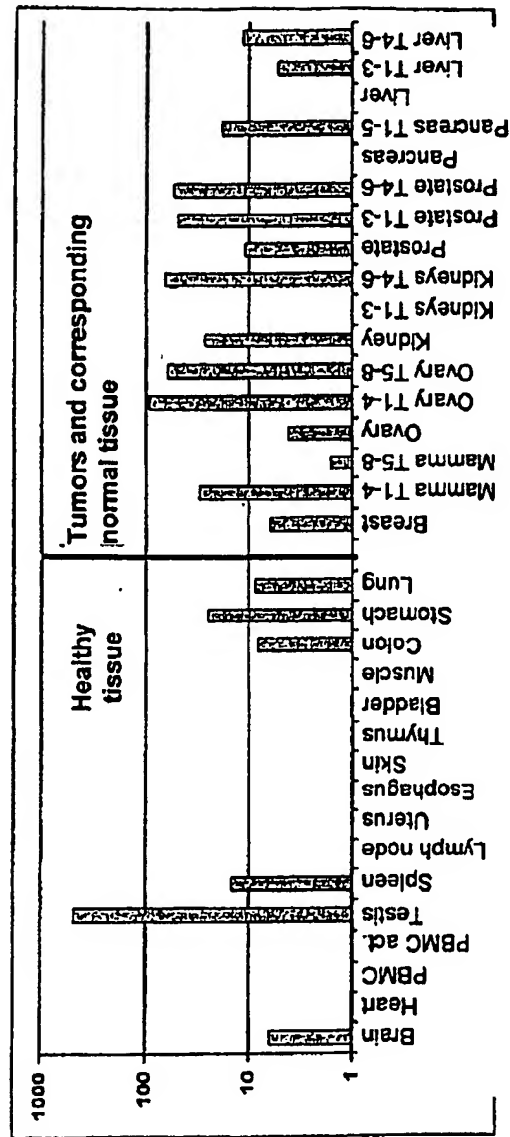 1000
100
10
1
Healthy
tissue
Tumors and corresponding
normal tissue
Brain
Heart
PBMC
PBMC act.
Testis
Spleen
Lymph node
Uterus
Esophagus
Skin
Thymus
Bladder
Muscle
Colon
Stomach
Lung
Breast
Mamma T1-4
Mamma T5-8
Ovary
Ovary T1-4
Ovary T5-8
Kidney
Kidneys T1-3
Kidneys T4-6
Prostate
Prostate T1-3
Prostate T4-6
Pancreas
Pancreas T1-5
Liver
Liver T1-3
Liver T4-6